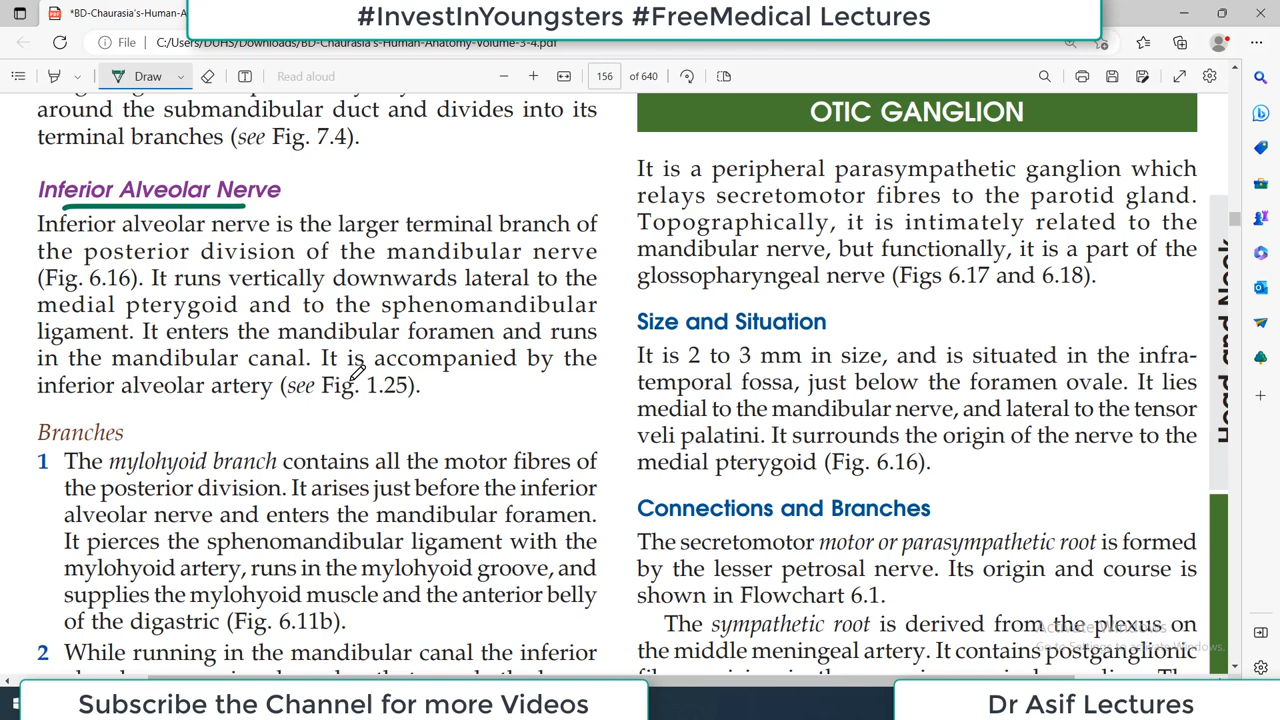 #InvestInYoungsters #FreeMedical Lectures
*BD-Chaurasia's-Human-Anatomy-
File
C:/Users/DUHS/Downloads/BD-Chaurasia's-Human-Anatomy-Volume-3-4.pdf
Draw
Read aloud
156
of 640
around the submandibular duct and divides into its
terminal branches (see Fig. 7.4).
Inferior Alveolar Nerve
Inferior alveolar nerve is the larger terminal branch of
the posterior division of the mandibular nerve
(Fig. 6.16). It runs vertically downwards lateral to the
medial pterygoid and to the sphenomandibular
ligament. It enters the mandibular foramen and runs
in the mandibular canal. It is accompanied by the
inferior alveolar artery (see Fig. 1.25).
Branches
1 The mylohyoid branch contains all the motor fibres of
the posterior division. It arises just before the inferior
alveolar nerve and enters the mandibular foramen.
It pierces the sphenomandibular ligament with the
mylohyoid artery, runs in the mylohyoid groove, and
supplies the mylohyoid muscle and the anterior belly
of the digastric (Fig. 6.11b).
2 While running in the mandibular canal the inferior
OTIC GANGLION
It is a peripheral parasympathetic ganglion which
relays secretomotor fibres to the parotid gland.
Topographically, it is intimately related to the
mandibular nerve, but functionally, it is a part of the
glossopharyngeal nerve (Figs 6.17 and 6.18).
Size and Situation
It is 2 to 3 mm in size, and is situated in the infra-
temporal fossa, just below the foramen ovale. It lies
medial to the mandibular nerve, and lateral to the tensor
veli palatini. It surrounds the origin of the nerve to the
medial pterygoid (Fig. 6.16).
Connections and Branches
The secretomotor motor or parasympathetic root is formed
by the lesser petrosal nerve. Its origin and course is
shown in Flowchart 6.1.
The sympathetic root is derived from the plexus on
the middle meningeal artery. It contains postganglionic
Head and Neck
Activate Windows
Go to Settings to activate Windows.
Subscribe the Channel for more Videos
Dr Asif Lectures